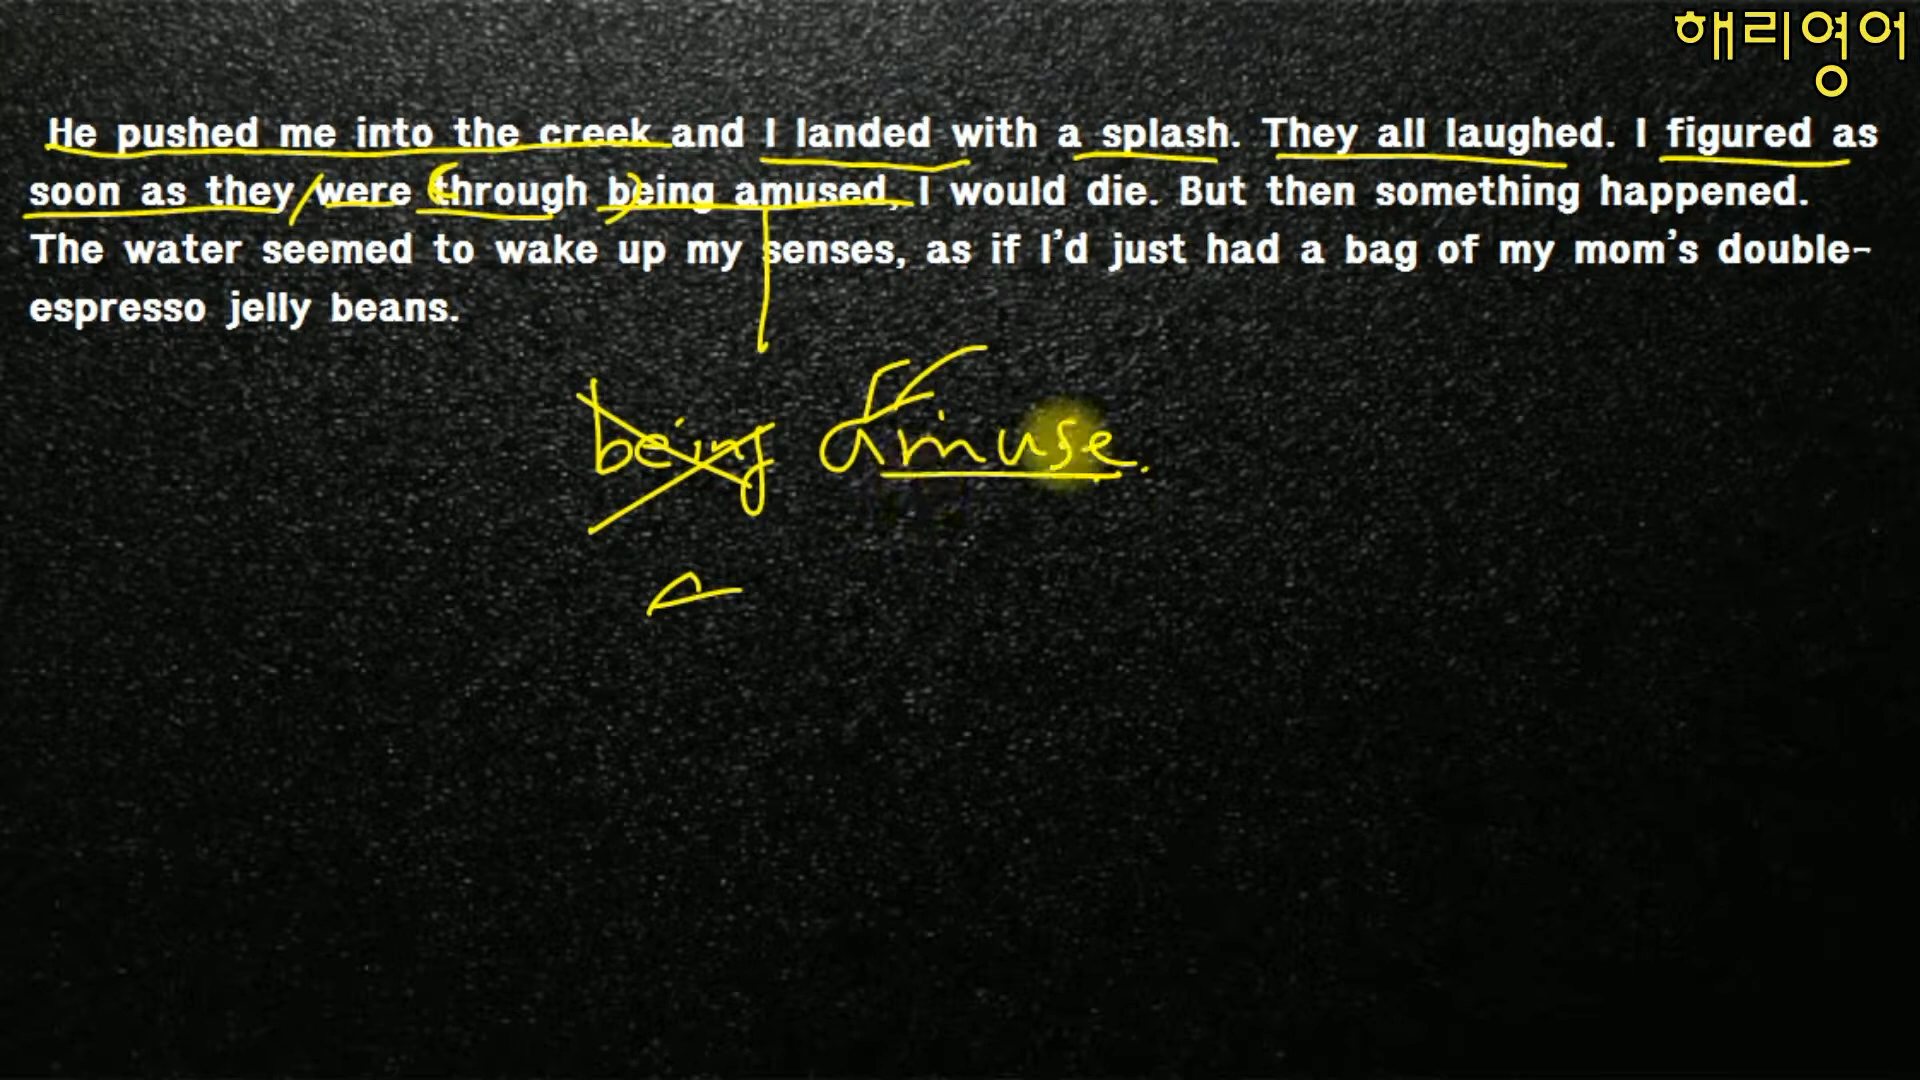 해리영어
He pushed me into the creek and I landed with a splash. They all laughed. I figured as
soon as they were through being amused, I would die. But then something happened.
The water seemed to wake up my senses, as if I’d just had a bag of my mom’s double-
espresso jelly beans.
being amuse.